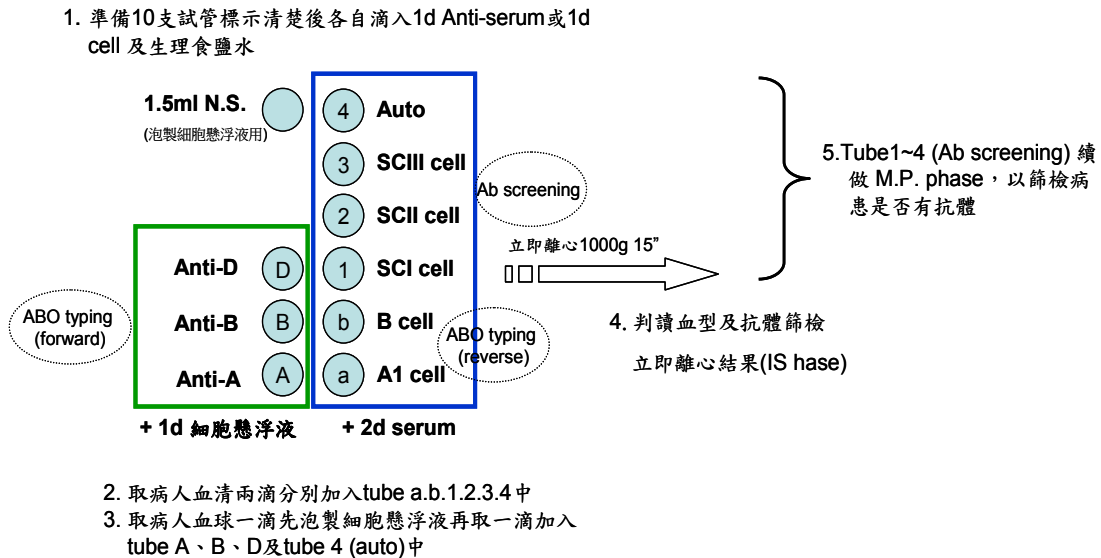 1. 準備10支試管標示清楚後各自滴入1d Anti-serum或1d
cell 及生理食鹽水
1.5ml N.S.
(泡製細胞懸浮液用)
4 Auto
3 SCIII cell
2 SCII cell
Ab screening
Anti-D D
1 SCI cell
Anti-B B
b B cell
Anti-A A
a A1 cell
ABO typing
(forward)
ABO typing
(reverse)
+ 1d 細胞懸浮液
+ 2d serum
立即離心1000g 15”
5.Tube1~4 (Ab screening) 續
做 M.P. phase,以篩檢病
患是否有抗體
4. 判讀血型及抗體篩檢
立即離心結果(IS hase)
2. 取病人血清兩滴分別加入tube a.b.1.2.3.4中
3. 取病人血球一滴先泡製細胞懸浮液再取一滴加入
tube A、B、D及tube 4 (auto)中